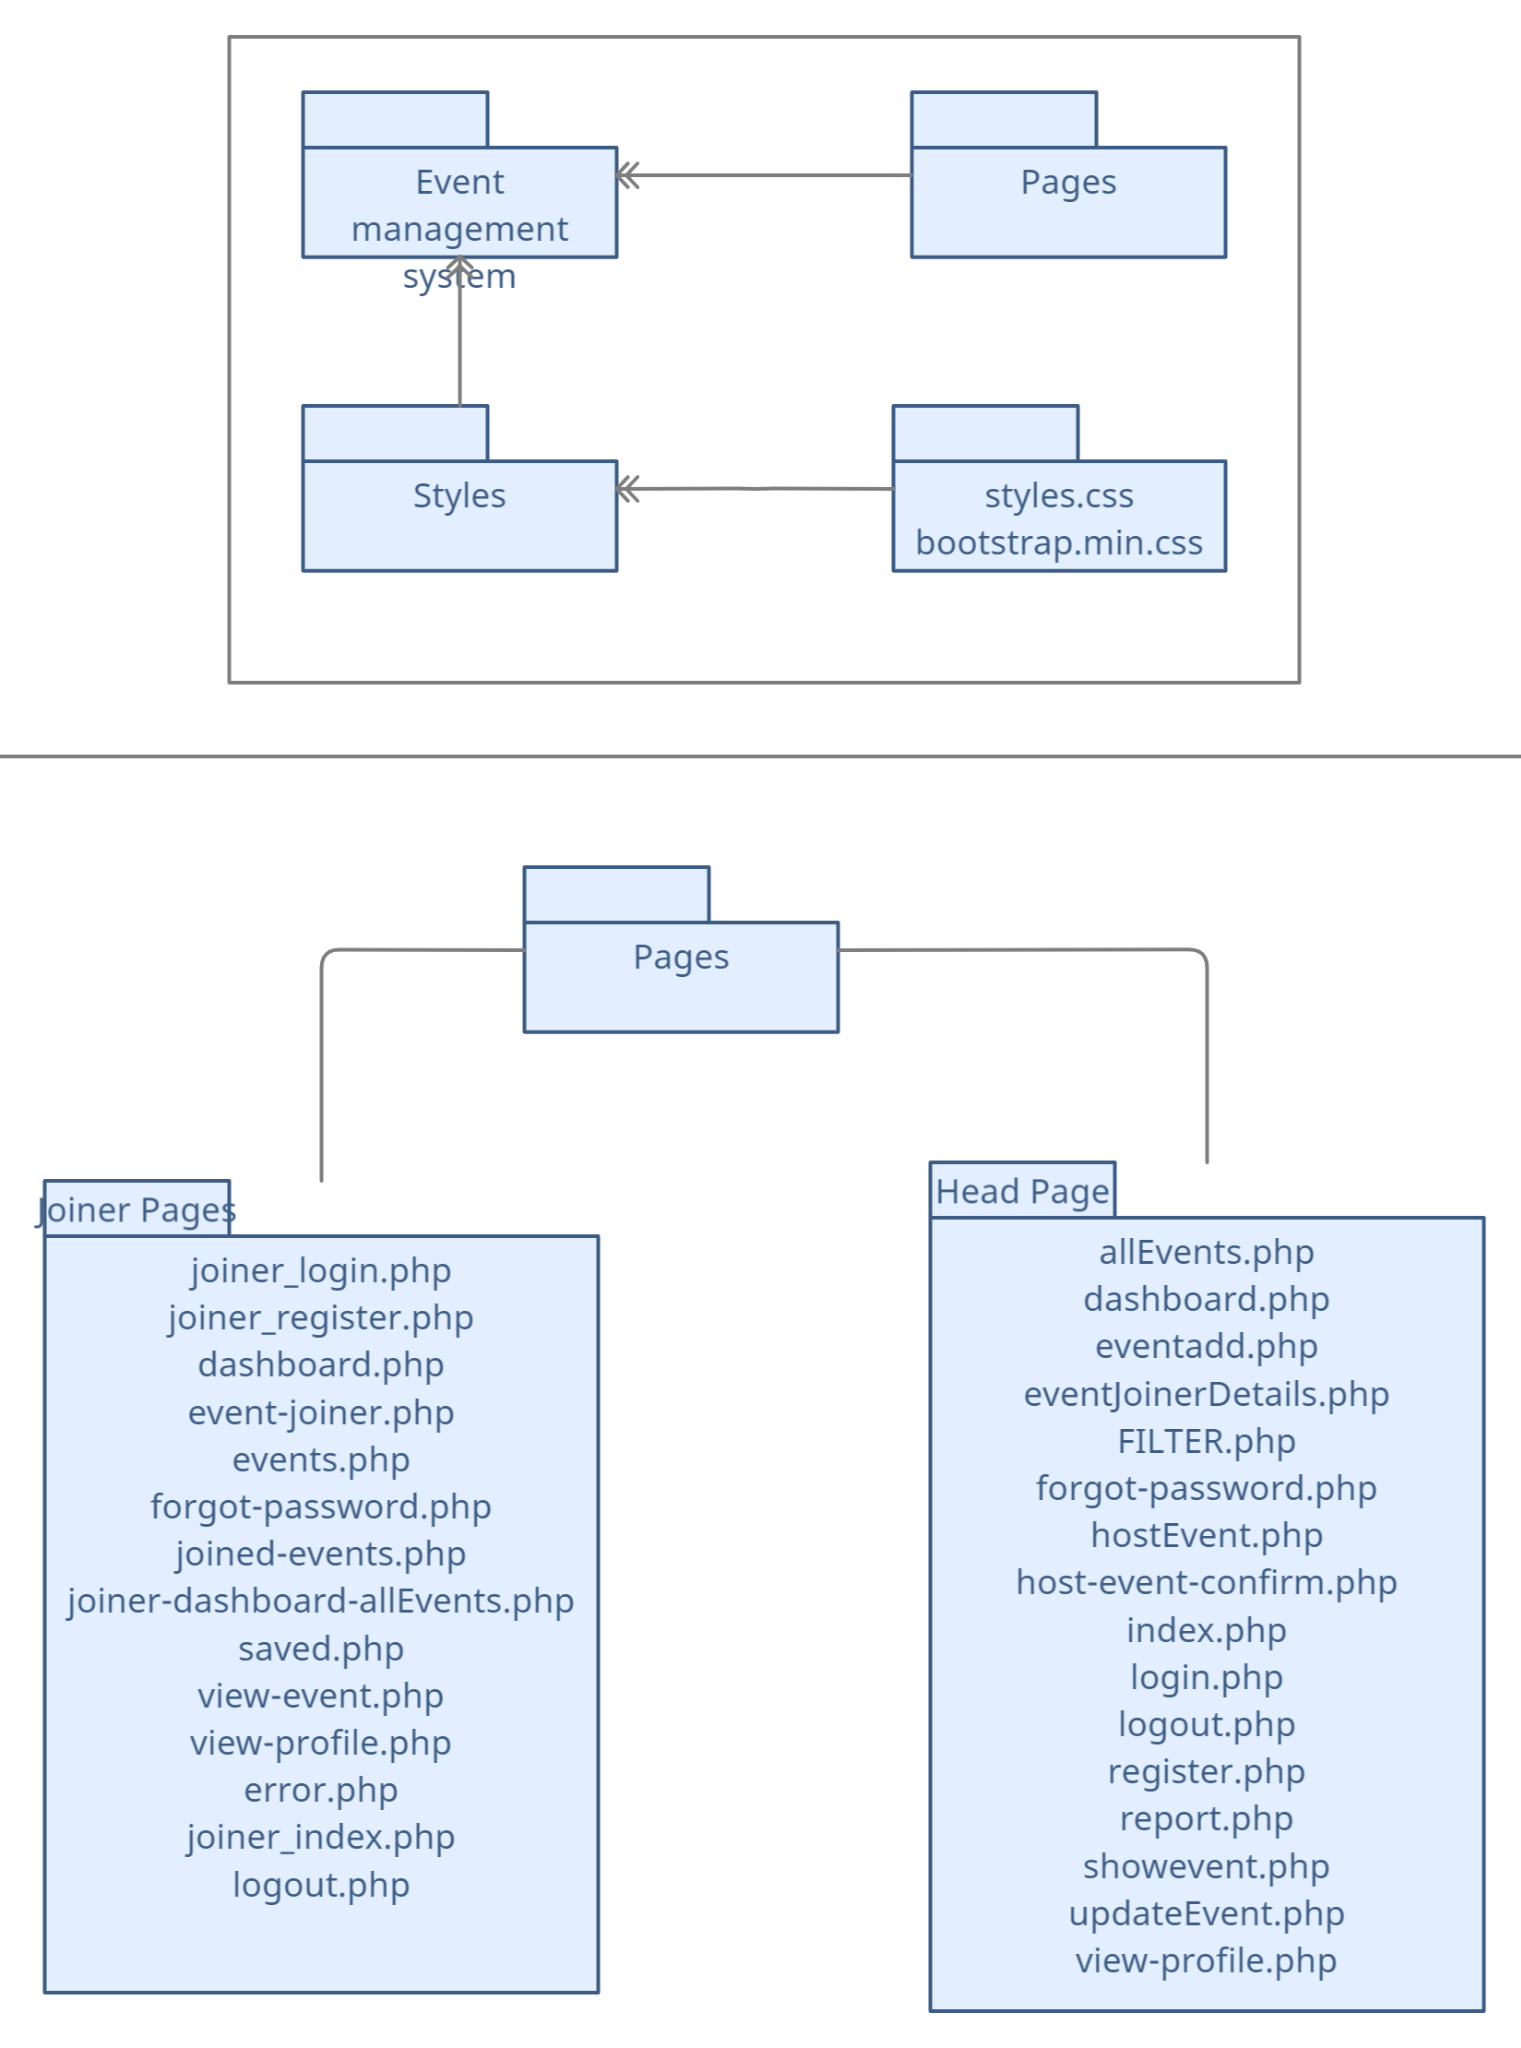 Event
management
system
Pages
Styles
styles.css
bootstrap.min.css
Pages
Joiner Pages
joiner_login.php
joiner_register.php
dashboard.php
event-joiner.php
events.php
forgot-password.php
joined-events.php
joiner-dashboard-allEvents.php
saved.php
view-event.php
view-profile.php
error.php
joiner_index.php
logout.php
Head Page
allEvents.php
dashboard.php
eventadd.php
eventJoinerDetails.php
FILTER.php
forgot-password.php
hostEvent.php
host-event-confirm.php
index.php
login.php
logout.php
register.php
report.php
showevent.php
updateEvent.php
view-profile.php